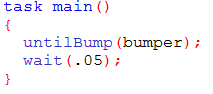 task main()
{
  untilBump(bumper);
  wait(.05);
}